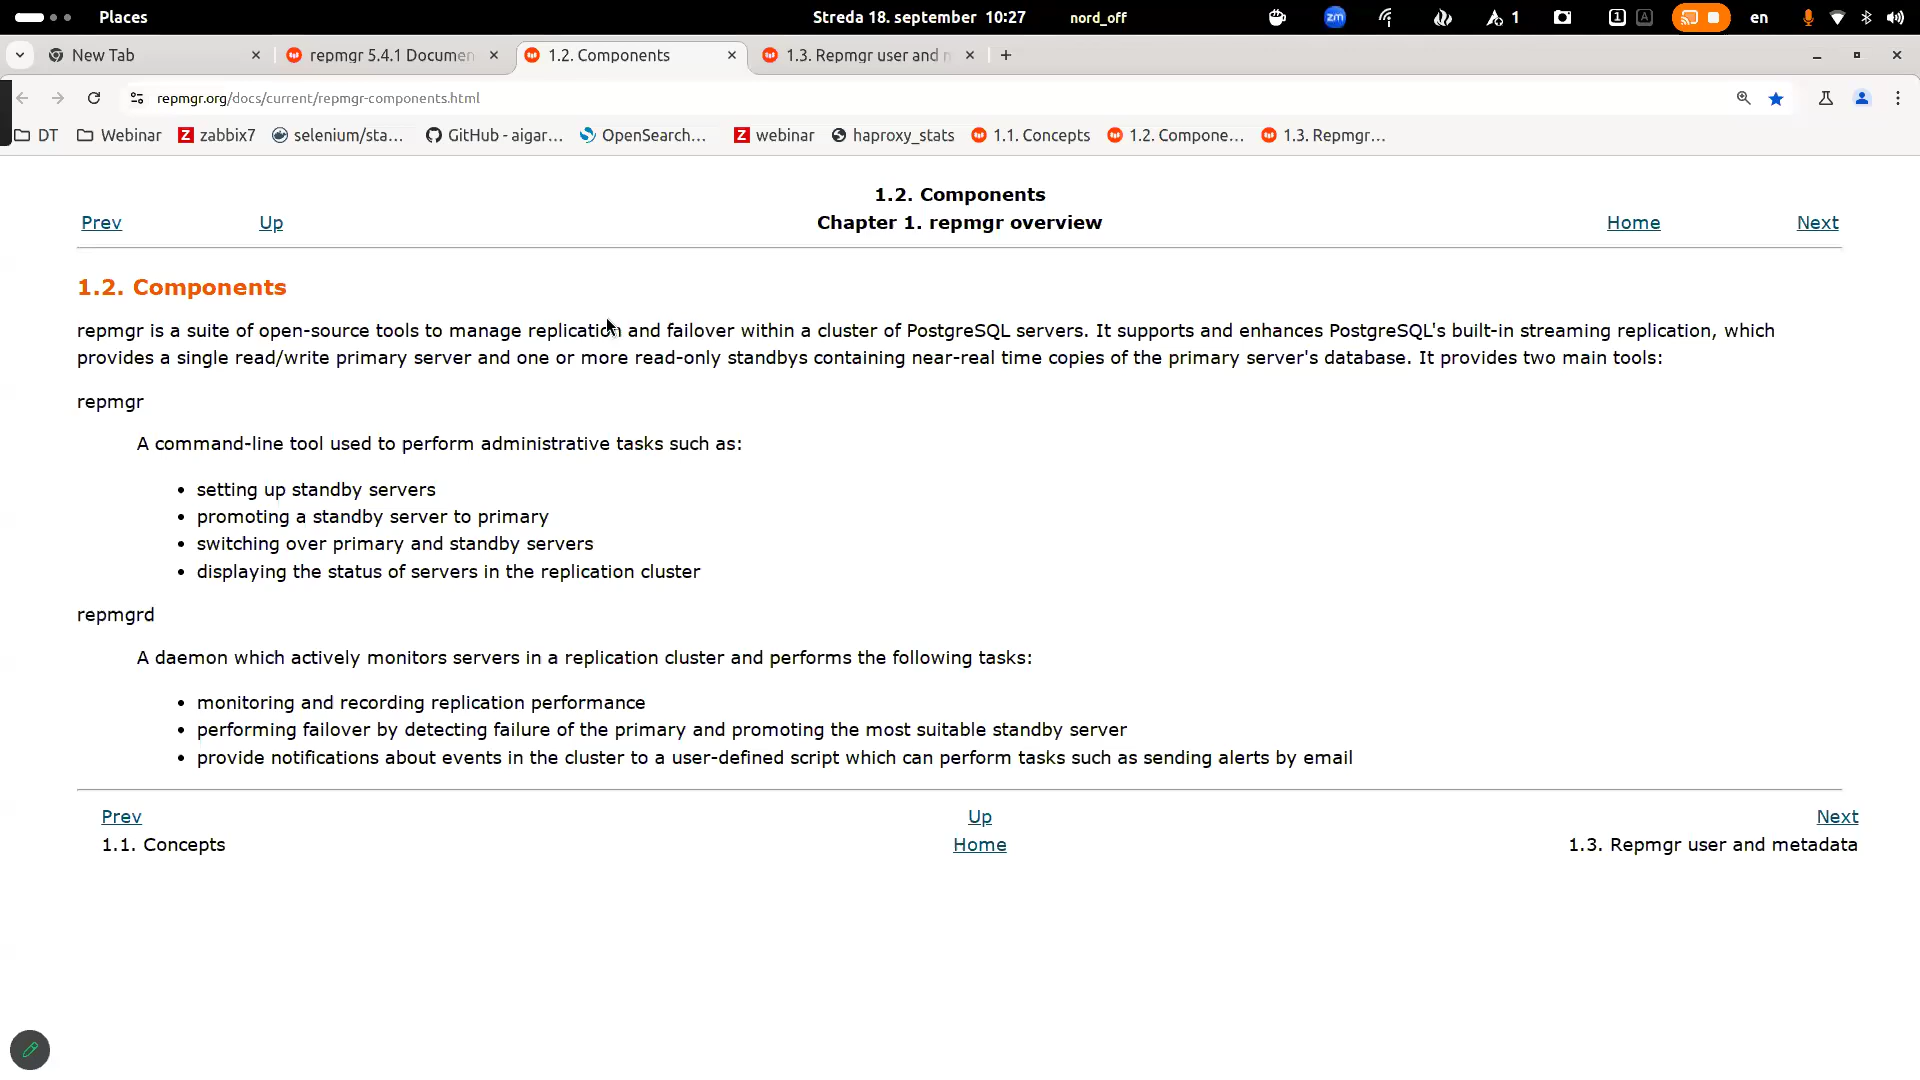 Places
Streda 18. september 10:27
nord_off
zm
1
1
A
en
New Tab
repmgr 5.4.1 Documen
1.2. Components
1.3. Repmgr user and m
repmgr.org/docs/current/repmgr-components.html
DT
Webinar
Z zabbix7
selenium/sta...
GitHub - aigar...
OpenSearch...
Z webinar
haproxy_stats
1.1. Concepts
1.2. Compone...
1.3. Repmgr...
1.2. Components
Prev
Up
Chapter 1. repmgr overview
Home
Next
1.2. Components
repmgr is a suite of open-source tools to manage replication and failover within a cluster of PostgreSQL servers. It supports and enhances PostgreSQL's built-in streaming replication, which
provides a single read/write primary server and one or more read-only standbys containing near-real time copies of the primary server's database. It provides two main tools:
repmgr
A command-line tool used to perform administrative tasks such as:
• setting up standby servers
• promoting a standby server to primary
• switching over primary and standby servers
• displaying the status of servers in the replication cluster
repmgrd
A daemon which actively monitors servers in a replication cluster and performs the following tasks:
• monitoring and recording replication performance
• performing failover by detecting failure of the primary and promoting the most suitable standby server
• provide notifications about events in the cluster to a user-defined script which can perform tasks such as sending alerts by email
Prev
Up
Next
1.1. Concepts
Home
1.3. Repmgr user and metadata